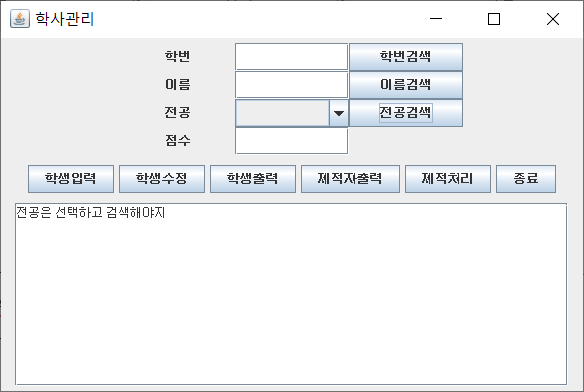 학사관리
학번 학번검색
이름 이름검색
전공 전공검색
점수
학생입력 학생수정 학생출력 제적자출력 제적처리 종료
전공은 선택하고 검색해야지